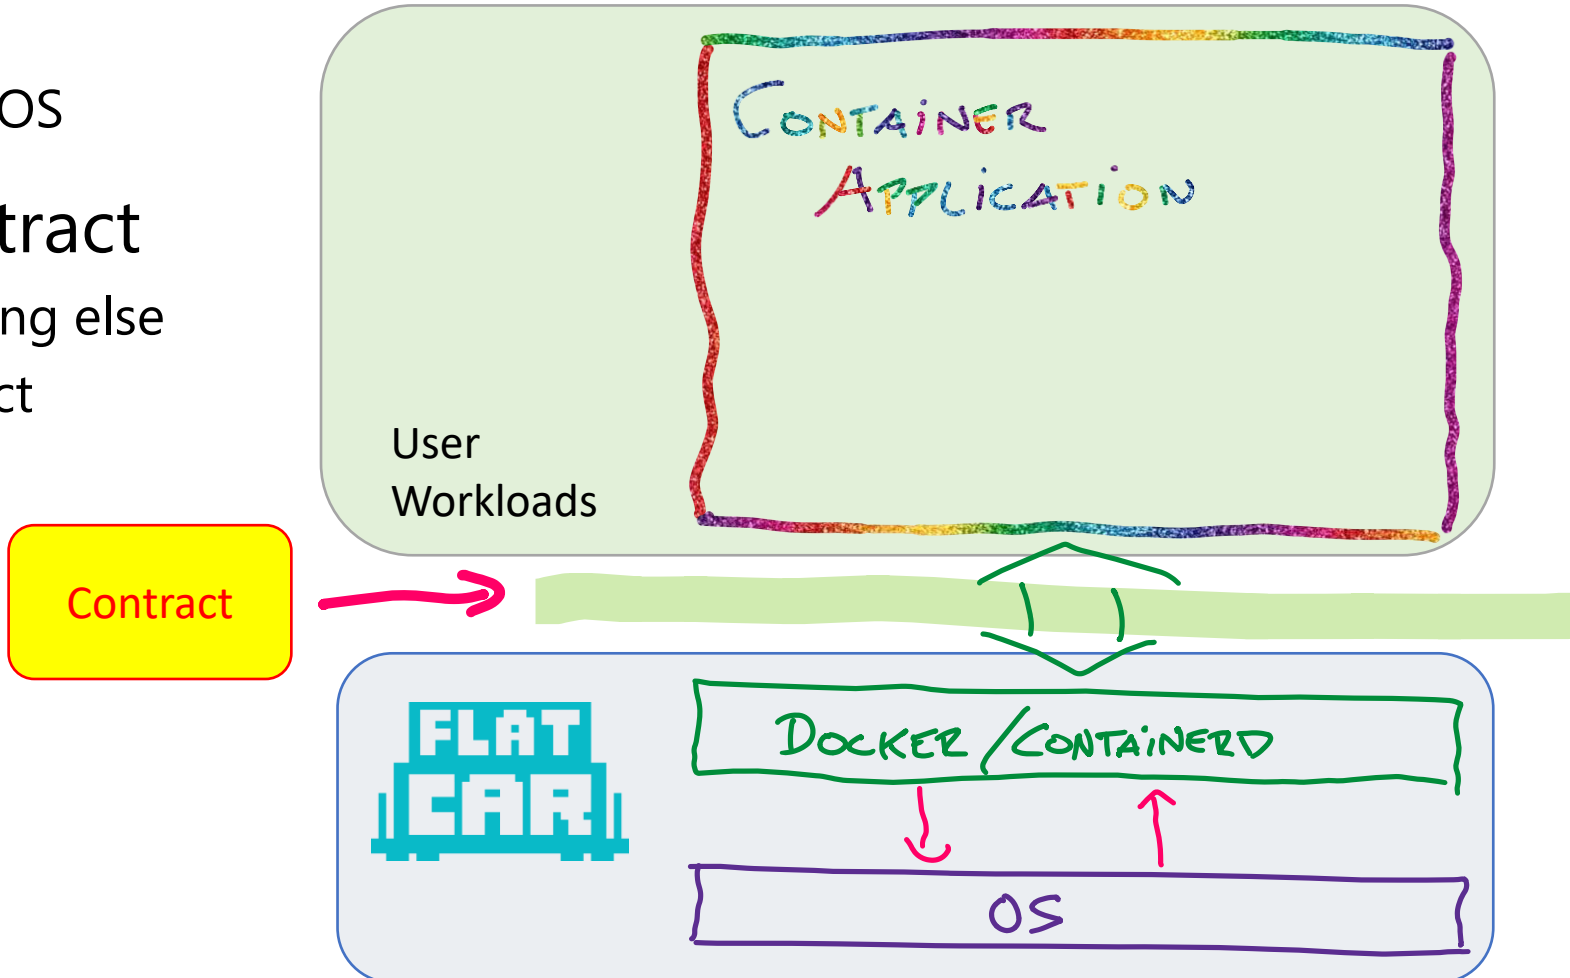 OS
tract
ng else
ct
CONTAiNER
APPLiCATiON
User
Workloads
Contract
FLAT
CAR
DOCKER/CONTAiNERD
OS